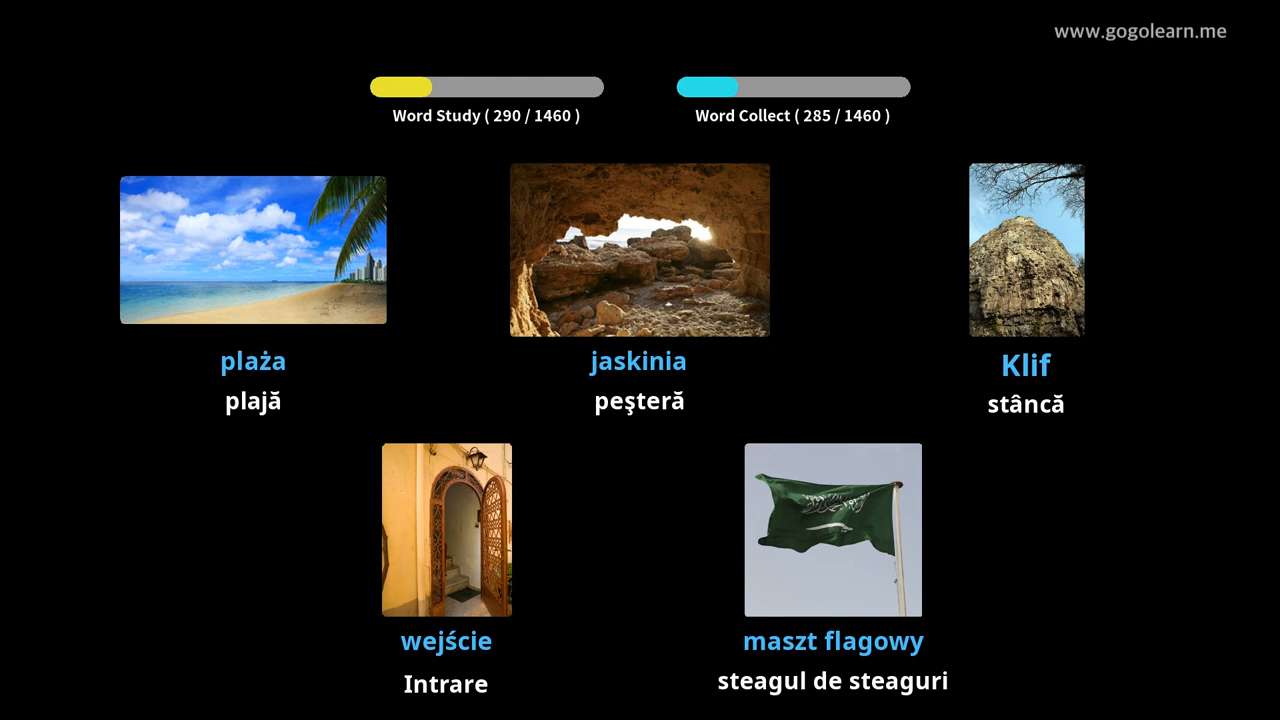 www.gogolearn.me
Word Study ( 290 / 1460 )
Word Collect ( 285 / 1460 )
plaża
jaskinia
Klif
plajă
peşteră
stâncă
wejście
maszt flagowy
Intrare
steagul de steaguri